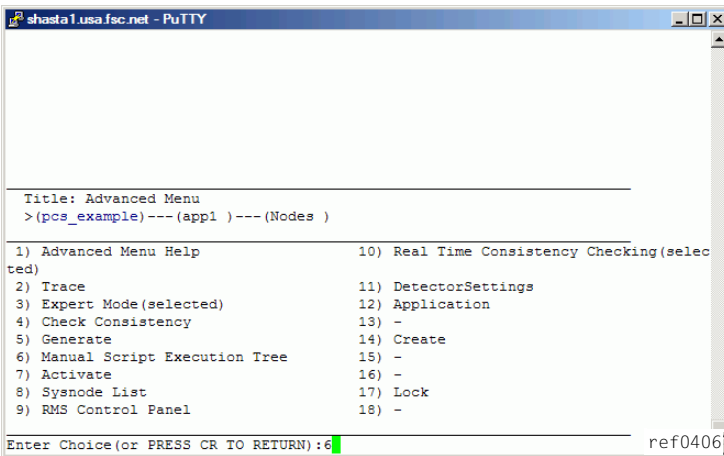 shasta1.usa.fsc.net - PuTTY
Title: Advanced Menu
>(pcs_example)---(app1 )---(Nodes )
1) Advanced Menu Help 10) Real Time Consistency Checking(selec
ted)
2) Trace 11) DetectorSettings
3) Expert Mode(selected) 12) Application
4) Check Consistency 13) -
5) Generate 14) Create
6) Manual Script Execution Tree 15) -
7) Activate 16) -
8) Sysnode List 17) Lock
9) RMS Control Panel 18) -
Enter Choice(or PRESS CR TO RETURN):6
ref0406